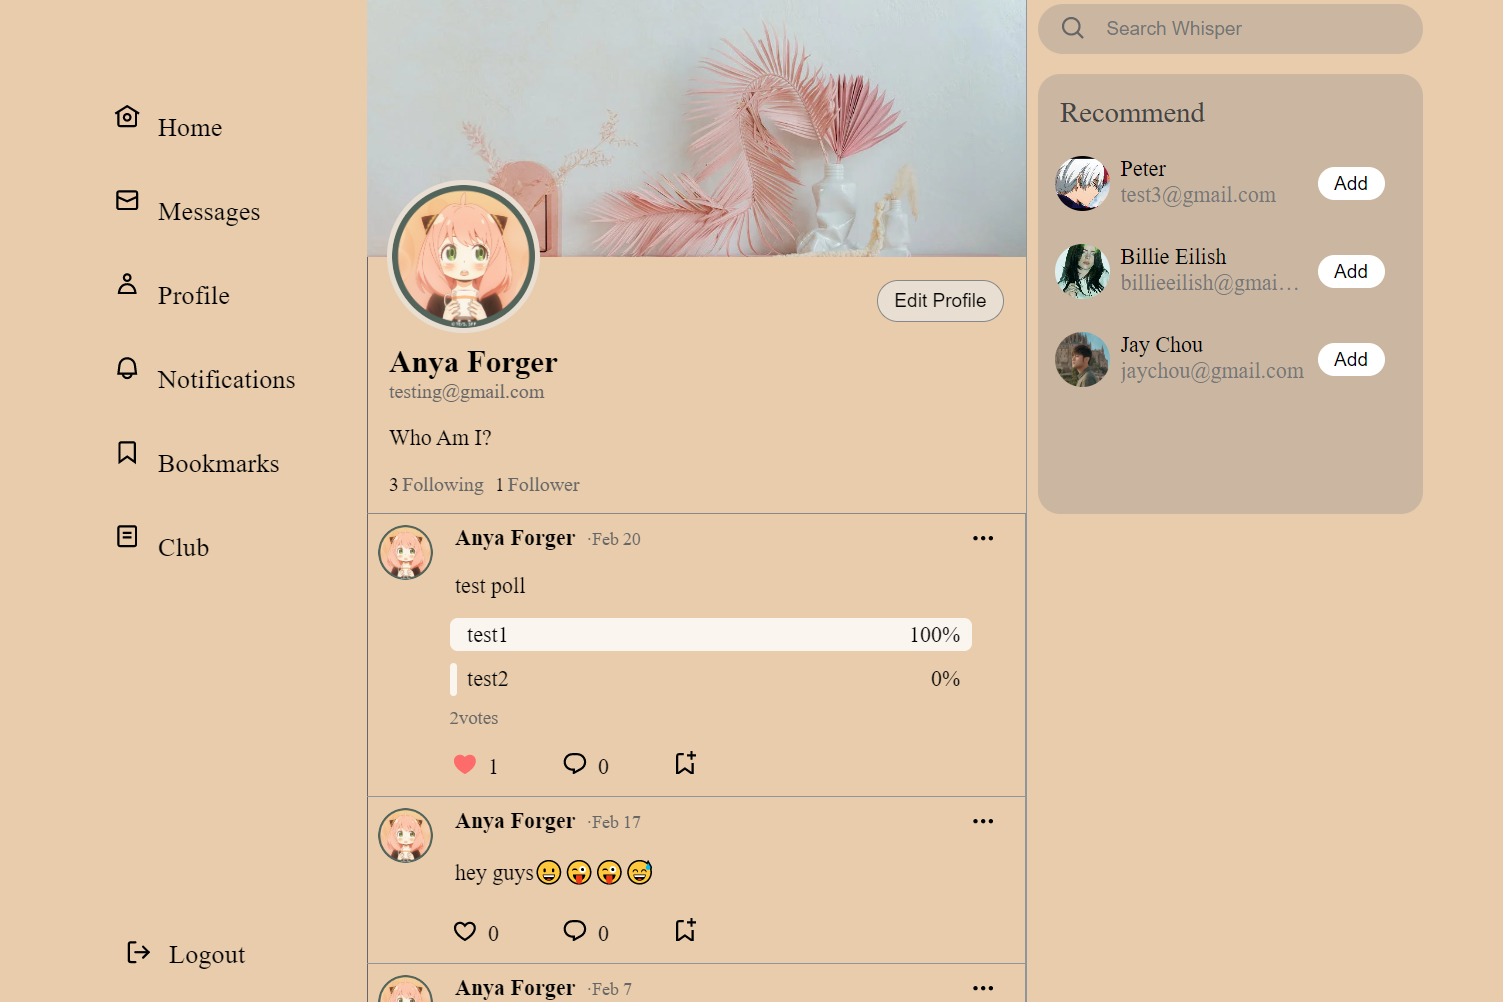 Home
Messages
Profile
Notifications
Bookmarks
Club
Logout
Edit Profile
Anya Forger
testing@gmail.com
Who Am I?
3 Following 1 Follower
Anya Forger ·Feb 20
test poll
test1 100%
test2 0%
2votes
1 0
Anya Forger ·Feb 17
hey guys😀😜😜😅
0 0
Anya Forger ·Feb 7
Search Whisper
Recommend
Peter
test3@gmail.com
Add
Billie Eilish
billieeilish@gmai...
Add
Jay Chou
jaychou@gmail.com
Add